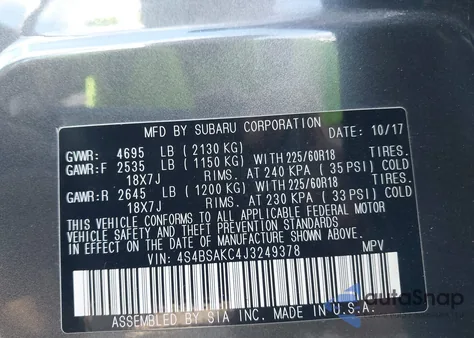 MFD BY SUBARU CORPORATION DATE: 10/17
GVWR: 4695 LB ( 2130 KG)
GAWR:F 2535 LB ( 1150 KG) WITH 225/60R18 TIRES.
18X7J RIMS. AT 240 KPA ( 35 PSI) COLD
GAWR:R 2645 LB ( 1200 KG) WITH 225/60R18 TIRES.
18X7J RIMS. AT 230 KPA ( 33 PSI) COLD
THIS VEHICLE CONFORMS TO ALL APPLICABLE FEDERAL MOTOR
VEHICLE SAFETY AND THEFT PREVENTION STANDARDS
IN EFFECT ON THE DATE OF MANUFACTURE SHOWN ABOVE.
VIN: 4S4BSAKC4J3249378 MPV
ASSEMBLED BY SIA INC. MADE IN U.S.A.
autoSnap